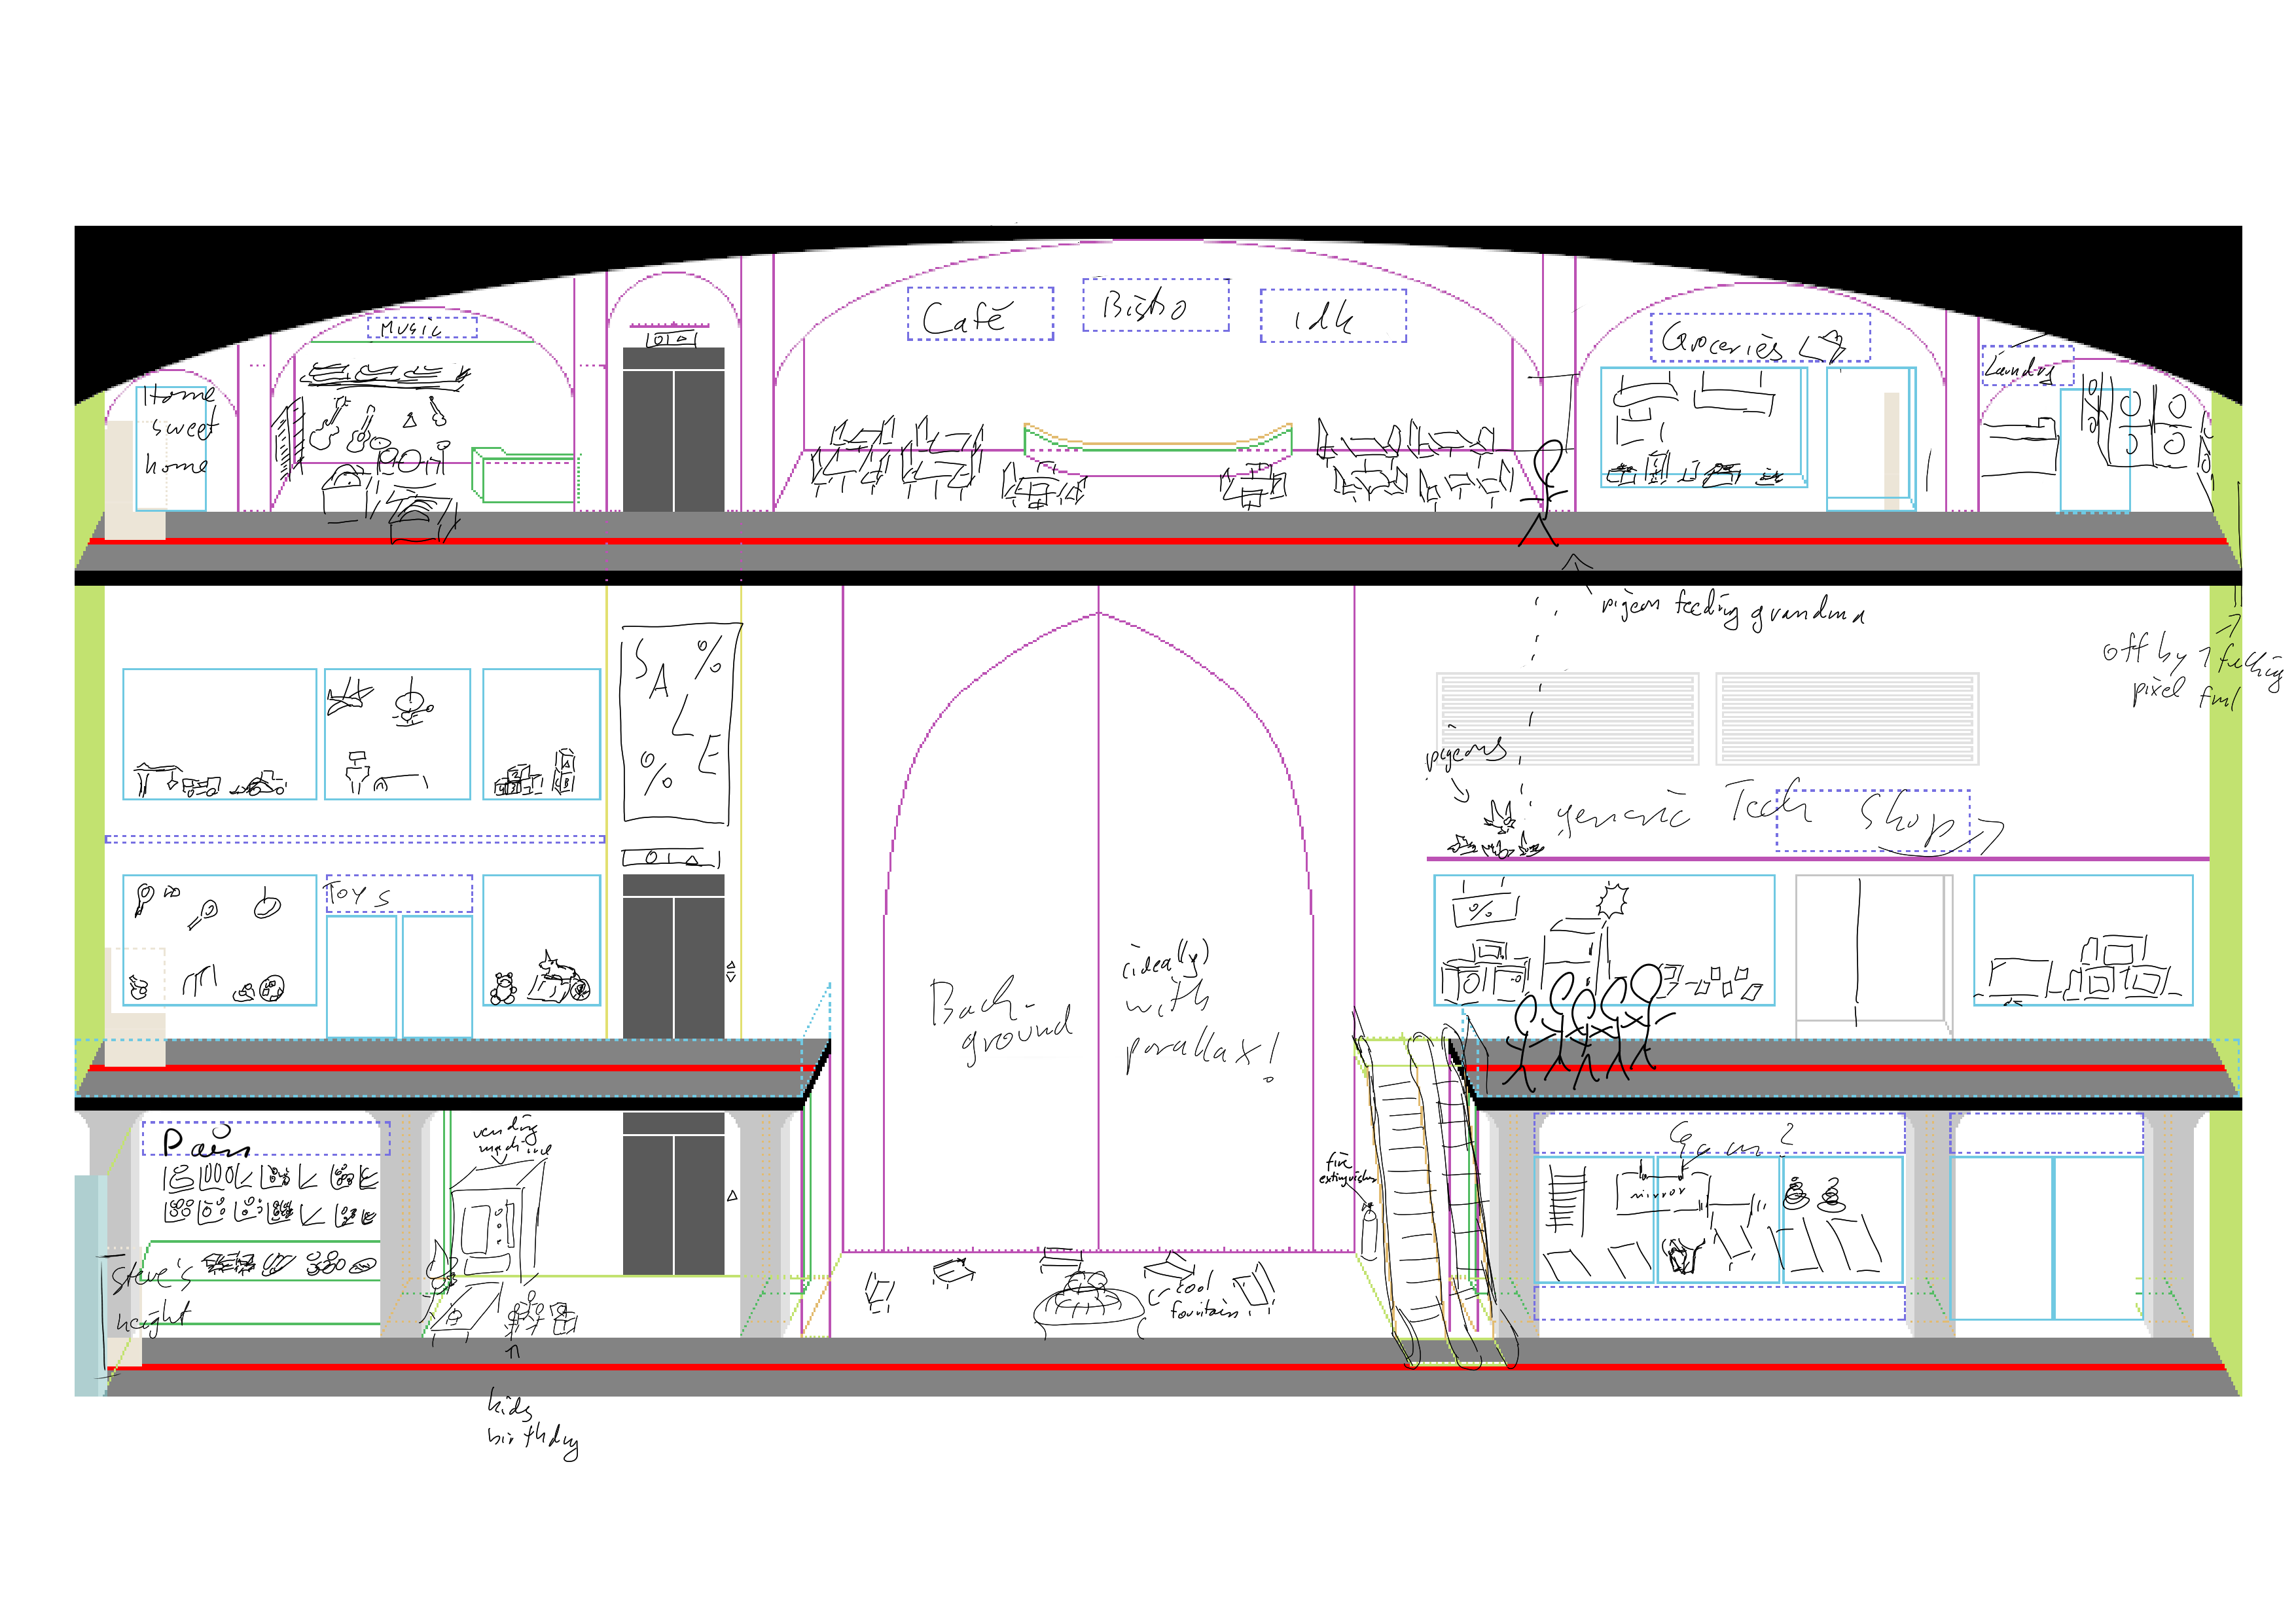 Music
Café
Bistro
idk
Groceries
Laundry
Home
sweet
home
pigeon feeding grandma
off by 1 fucking
pixel fml
SALE
% %
pigeons
generic Tech Shop
TOYS
%
Back-
ground
(ideally)
with
parallax!
Pain
vending
machine
fire
extinguisher
mirror
steve's
height
cool
fountain
kids
birthday